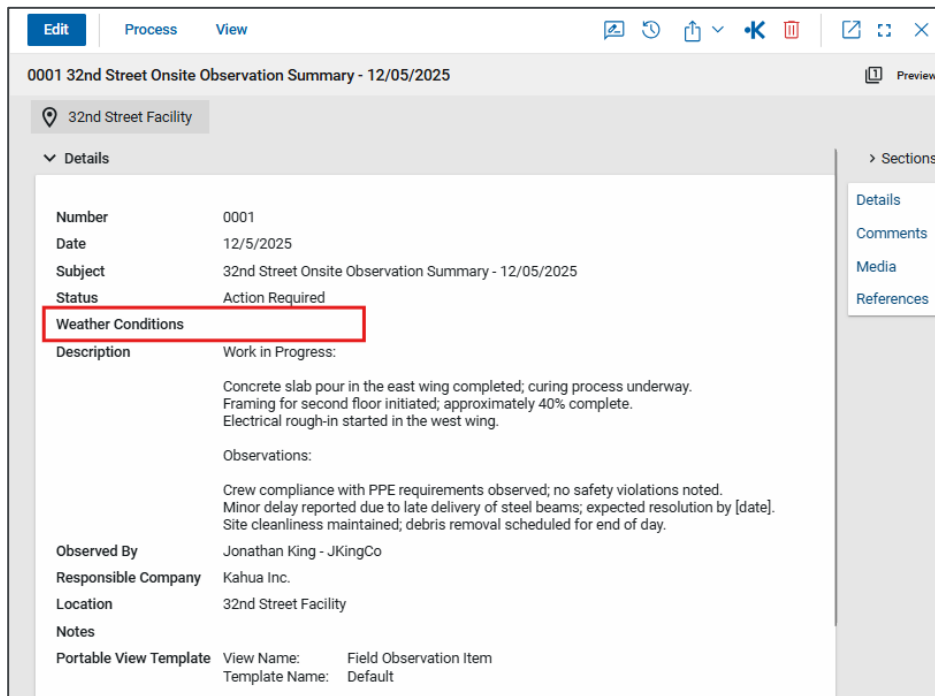 Edit Process View
0001 32nd Street Onsite Observation Summary - 12/05/2025
1 Preview
32nd Street Facility
Details
Sections
Details
Comments
Media
References
Number 0001
Date 12/5/2025
Subject 32nd Street Onsite Observation Summary - 12/05/2025
Status Action Required
Weather Conditions
Description Work in Progress:
Concrete slab pour in the east wing completed; curing process underway.
Framing for second floor initiated; approximately 40% complete.
Electrical rough-in started in the west wing.
Observations:
Crew compliance with PPE requirements observed; no safety violations noted.
Minor delay reported due to late delivery of steel beams; expected resolution by [date].
Site cleanliness maintained; debris removal scheduled for end of day.
Observed By Jonathan King - JKingCo
Responsible Company Kahua Inc.
Location 32nd Street Facility
Notes
Portable View Template View Name: Field Observation Item
Template Name: Default